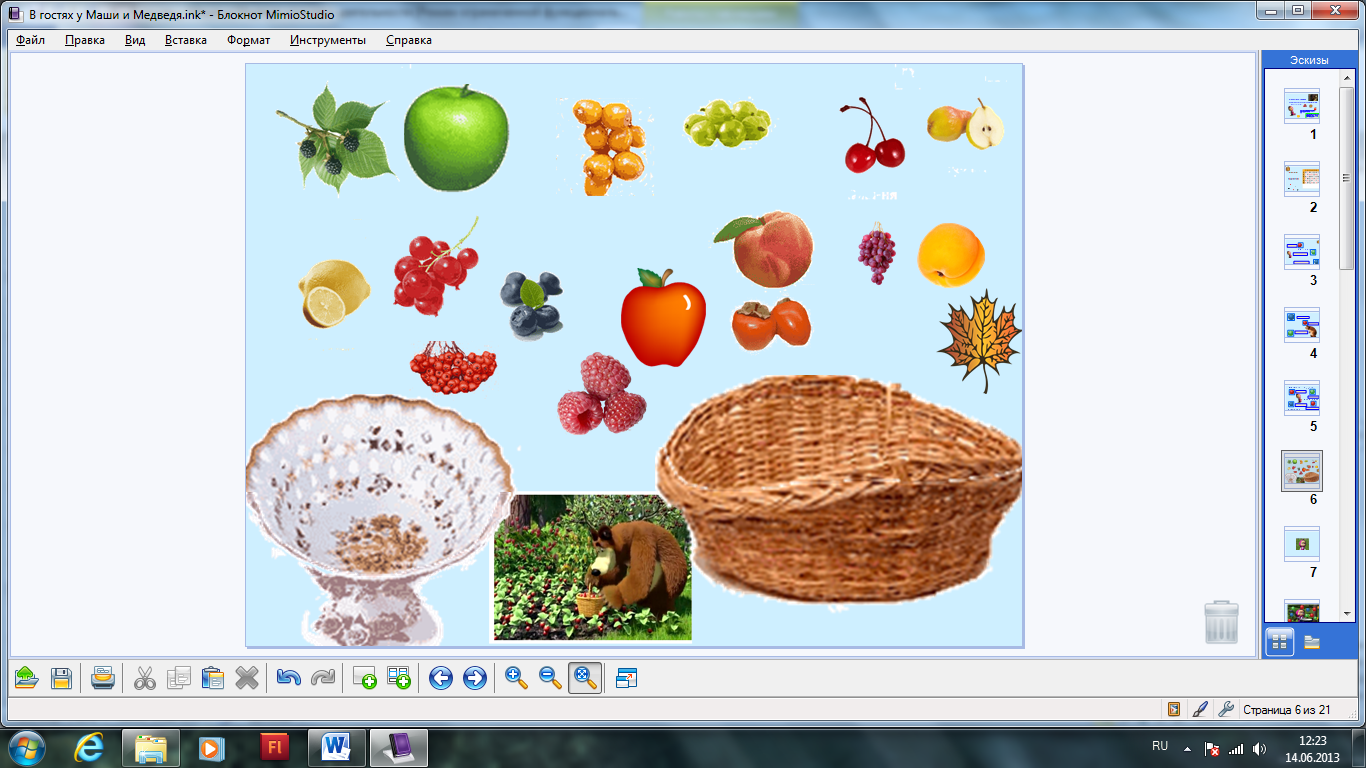 В гостях у Маши и Медведя.ink* - Блокнот MimioStudio
Файл Правка Вид Вставка Формат Инструменты Справка
Эскизы
1
2
3
4
5
6
7
Страница 6 из 21
Fl
W
RU
12:23
14.06.2013